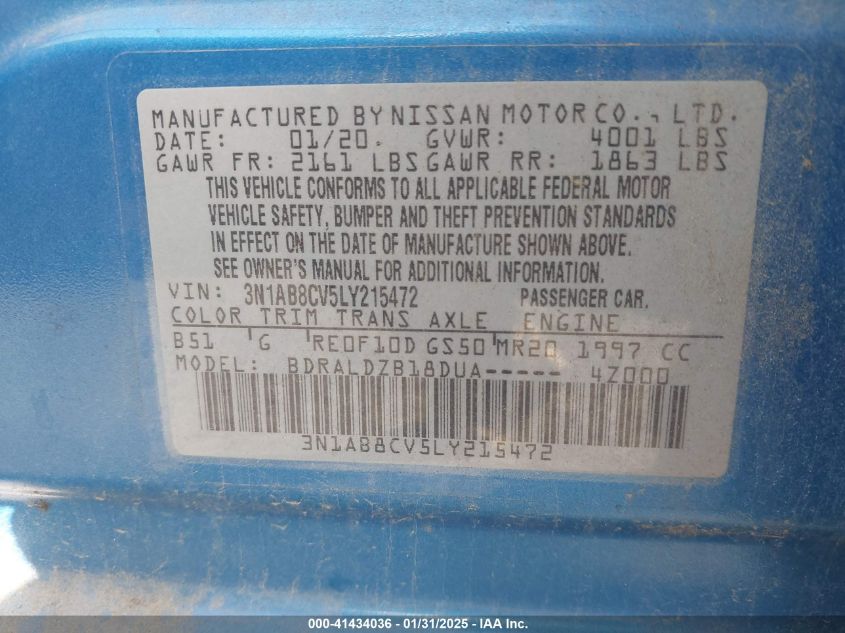 MANUFACTURED BY NISSAN MOTOR CO., LTD.
DATE: 01/20. GVWR: 4001 LBS
GAWR FR: 2161 LBS GAWR RR: 1863 LBS
THIS VEHICLE CONFORMS TO ALL APPLICABLE FEDERAL MOTOR
VEHICLE SAFETY, BUMPER AND THEFT PREVENTION STANDARDS
IN EFFECT ON THE DATE OF MANUFACTURE SHOWN ABOVE.
SEE OWNER'S MANUAL FOR ADDITIONAL INFORMATION.
VIN: 3N1AB8CV5LY215472 PASSENGER CAR.
COLOR TRIM TRANS AXLE ENGINE
B51 'G 'RE0F10D GS50'MR20 1997 CC
MODEL: BDRALDZB18DUA----- 4Z000
3N1AB8CV5LY215472
000-41434036 - 01/31/2025 - IAA Inc.